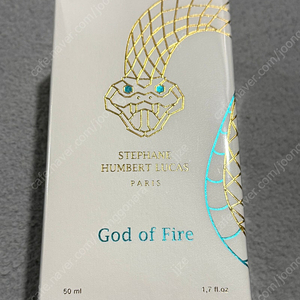 STEPHANE
HUMBERT LUCAS
PARIS
God of Fire
50 ml 1,7 fl.oz